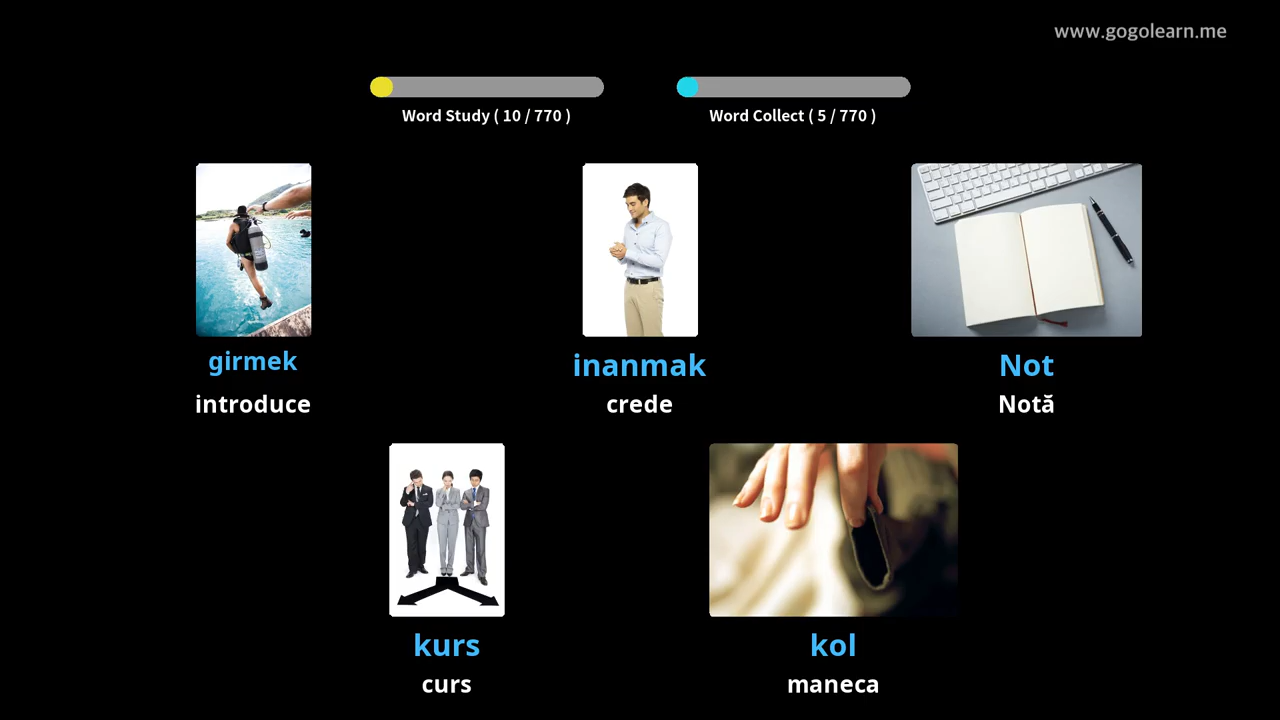 www.gogolearn.me
Word Study ( 10 / 770 )
Word Collect ( 5 / 770 )
girmek
introduce
inanmak
crede
Not
Notă
kurs
curs
kol
maneca